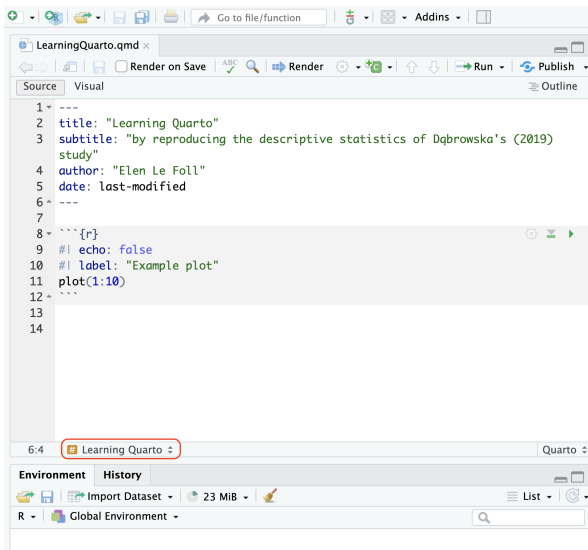 Go to file/function
Addins
LearningQuarto.qmd
Render on Save
ABC
Render
Run
Publish
Source
Visual
Outline
1 ---
2 title: "Learning Quarto"
3 subtitle: "by reproducing the descriptive statistics of Dąbrowska's (2019)
study"
4 author: "Elen Le Foll"
5 date: last-modified
6 ---
7
8 ```{r}
9 #| echo: false
10 #| label: "Example plot"
11 plot(1:10)
12 ```
13
14
6:4
# Learning Quarto
Quarto
Environment
History
Import Dataset
23 MiB
List
R
Global Environment